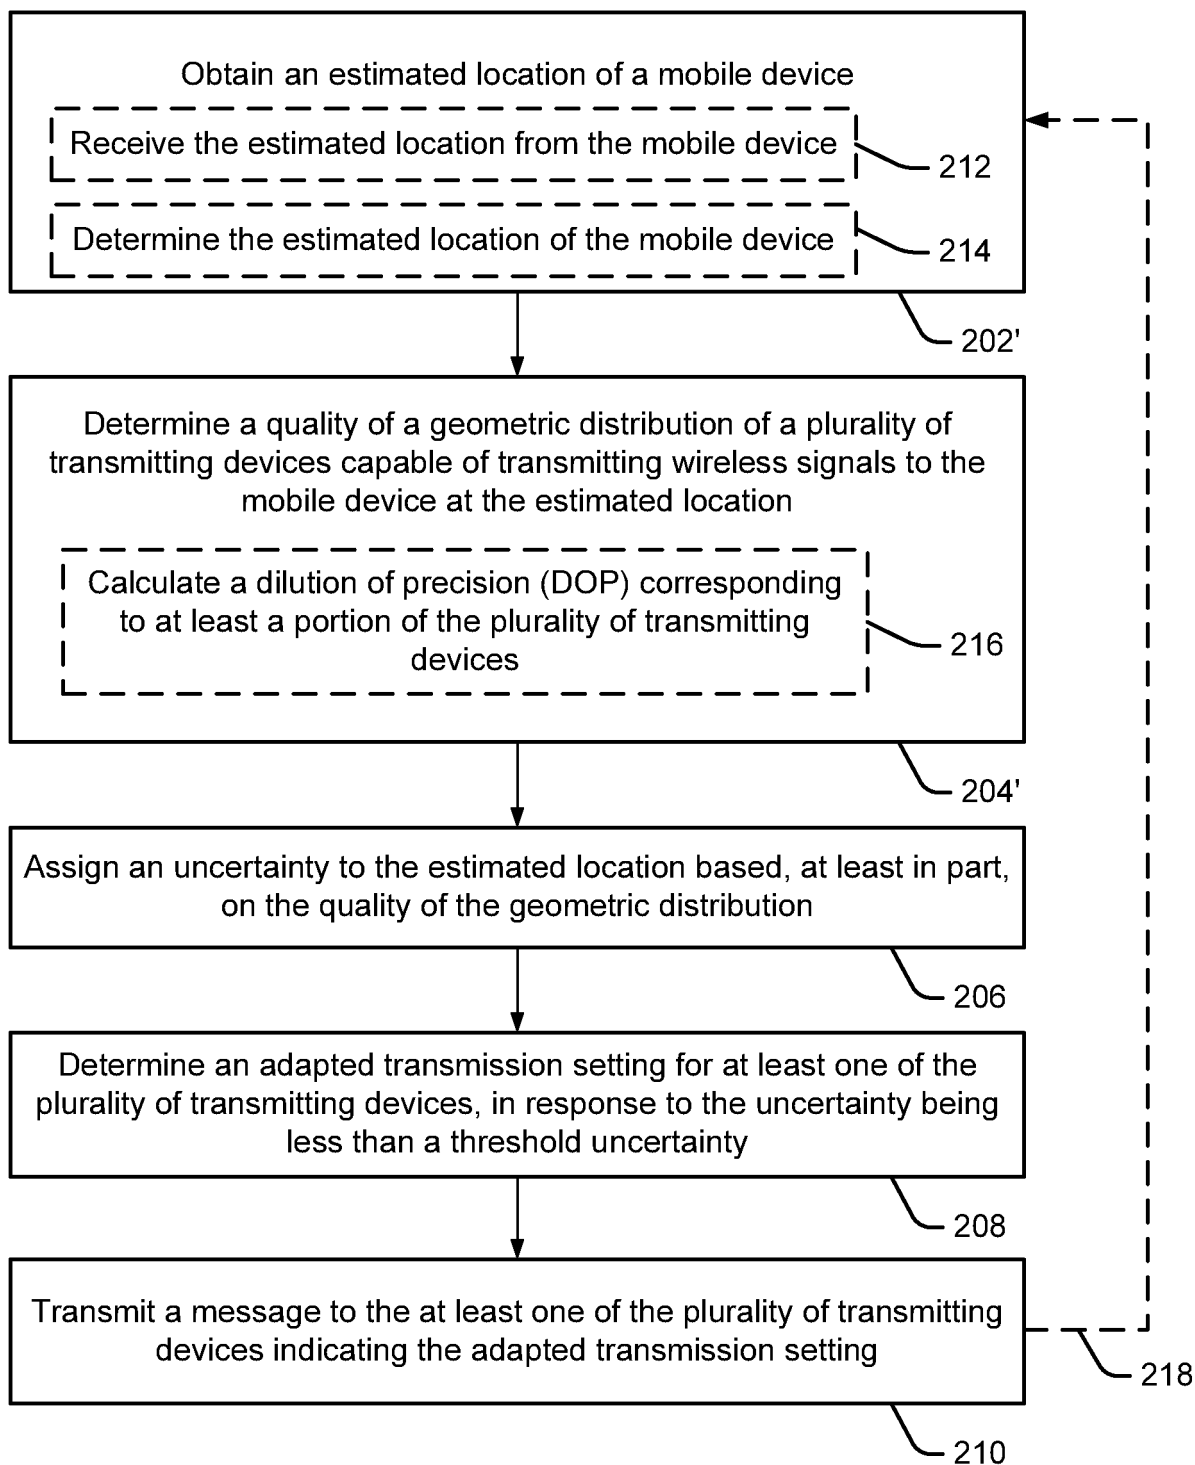 Obtain an estimated location of a mobile device
Receive the estimated location from the mobile device
212
Determine the estimated location of the mobile device
214
202'
Determine a quality of a geometric distribution of a plurality of
transmitting devices capable of transmitting wireless signals to the
mobile device at the estimated location
Calculate a dilution of precision (DOP) corresponding
to at least a portion of the plurality of transmitting
devices
216
204'
Assign an uncertainty to the estimated location based, at least in part,
on the quality of the geometric distribution
206
Determine an adapted transmission setting for at least one of the
plurality of transmitting devices, in response to the uncertainty being
less than a threshold uncertainty
208
Transmit a message to the at least one of the plurality of transmitting
devices indicating the adapted transmission setting
218
210